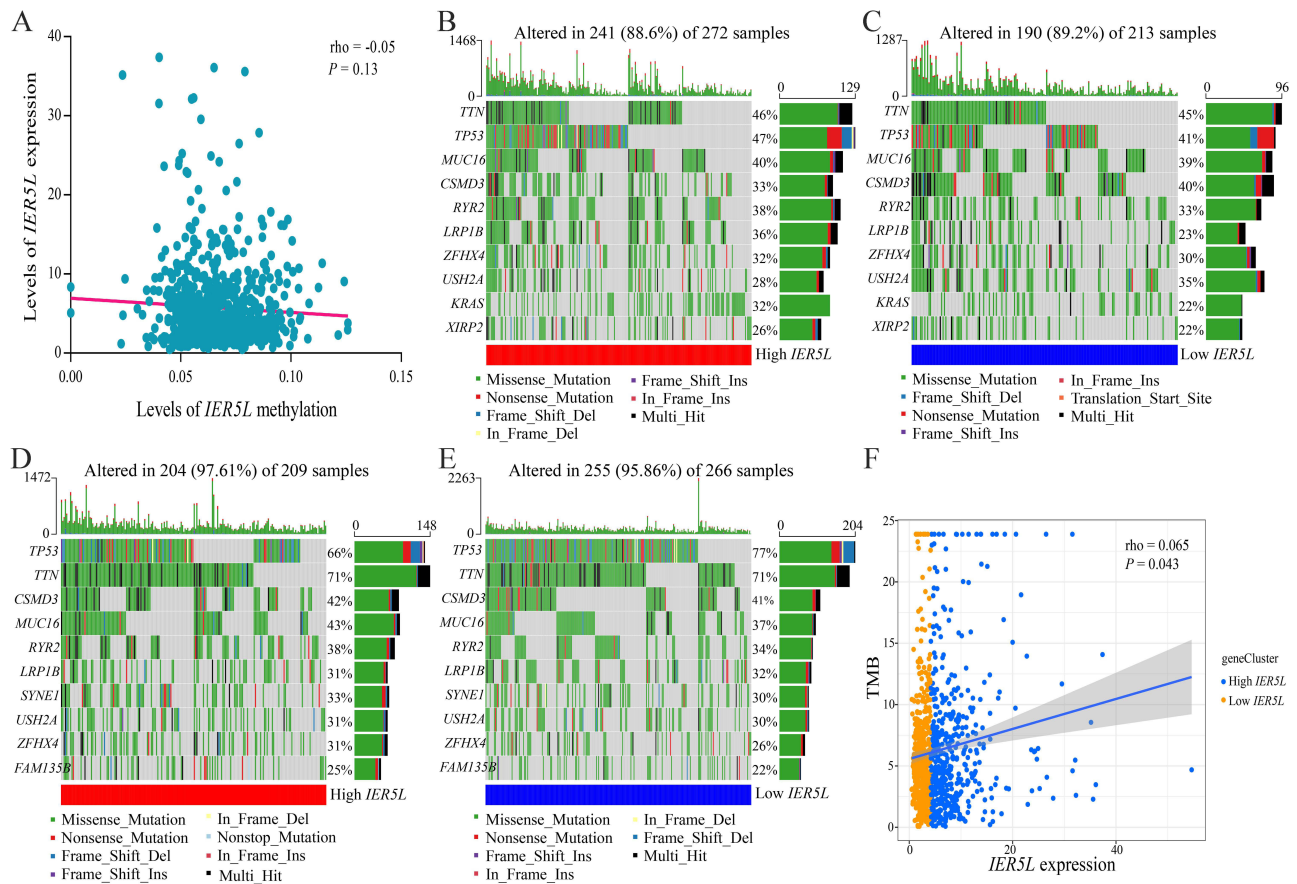 A
rho = -0.05
P = 0.13
Levels of IER5L expression
40
30
20
10
0
0.00
0.05
0.10
0.15
Levels of IER5L methylation
B
Altered in 241 (88.6%) of 272 samples
1468
0
0
129
TTN
46%
TP53
47%
MUC16
40%
CSMD3
33%
RYR2
38%
LRP1B
36%
ZFHX4
32%
USH2A
28%
KRAS
32%
XIRP2
26%
High IER5L
Missense_Mutation
Nonsense_Mutation
Frame_Shift_Del
In_Frame_Del
Frame_Shift_Ins
In_Frame_Ins
Multi_Hit
C
Altered in 190 (89.2%) of 213 samples
1287
0
0
96
TTN
45%
TP53
41%
MUC16
39%
CSMD3
40%
RYR2
33%
LRP1B
23%
ZFHX4
30%
USH2A
35%
KRAS
22%
XIRP2
22%
Low IER5L
Missense_Mutation
Frame_Shift_Del
Nonsense_Mutation
Frame_Shift_Ins
In_Frame_Ins
Translation_Start_Site
Multi_Hit
D
Altered in 204 (97.61%) of 209 samples
1472
0
0
148
TP53
66%
TTN
71%
CSMD3
42%
MUC16
43%
RYR2
38%
LRP1B
31%
SYNE1
33%
USH2A
31%
ZFHX4
31%
FAM135B
25%
High IER5L
Missense_Mutation
Nonsense_Mutation
Frame_Shift_Del
Frame_Shift_Ins
In_Frame_Del
Nonstop_Mutation
In_Frame_Ins
Multi_Hit
E
Altered in 255 (95.86%) of 266 samples
2263
0
0
204
TP53
77%
TTN
71%
CSMD3
41%
MUC16
37%
RYR2
34%
LRP1B
32%
SYNE1
30%
USH2A
30%
ZFHX4
26%
FAM135B
22%
Low IER5L
Missense_Mutation
Nonsense_Mutation
Frame_Shift_Ins
In_Frame_Ins
In_Frame_Del
Frame_Shift_Del
Multi_Hit
F
rho = 0.065
P = 0.043
TMB
25
25
15
10
5
0
0
20
40
IER5L expression
geneCluster
High IER5L
Low IER5L